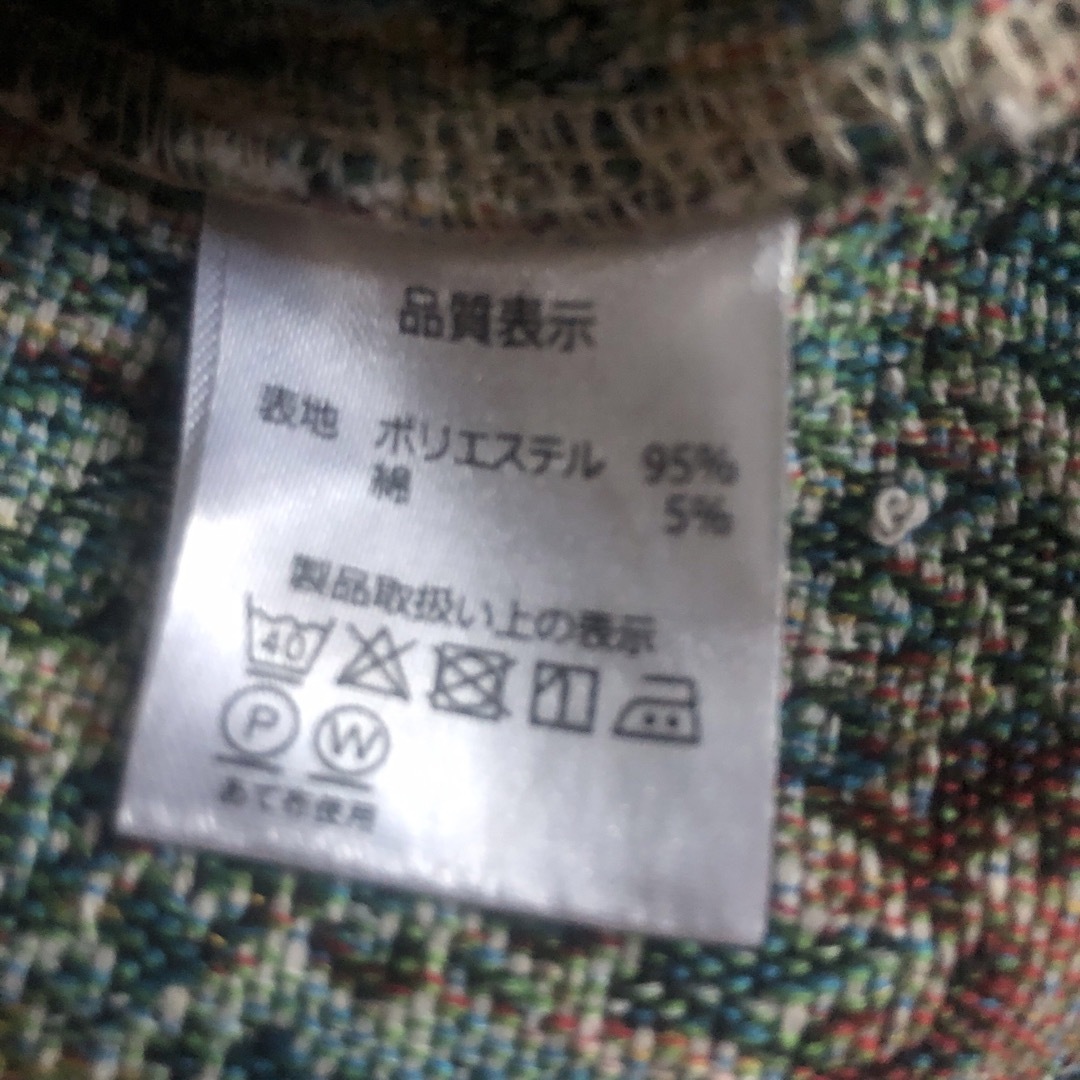 品質表示
表地 ポリエステル 95%
綿 5%
製品取扱い上の表示
40
P W
あて布使用